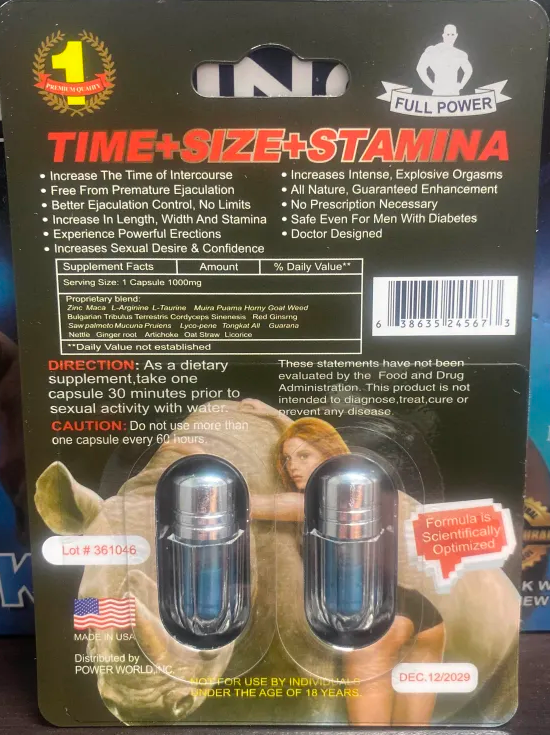 1
PREMIUM QUALITY
FULL POWER
TIME+SIZE+STAMINA
• Increase The Time of Intercourse
• Free From Premature Ejaculation
• Better Ejaculation Control, No Limits
• Increase In Length, Width And Stamina
• Experience Powerful Erections
• Increases Sexual Desire & Confidence
• Increases Intense, Explosive Orgasms
• All Nature, Guaranteed Enhancement
• No Prescription Necessary
• Safe Even For Men With Diabetes
• Doctor Designed
Supplement Facts Amount % Daily Value**
Serving Size: 1 Capsule 1000mg
Proprietary blend:
Zinc Maca L-Arginine L-Taurine Muira Puama Horny Goat Weed
Bulgarian Tribulus Terrestris Cordyceps Sinenesis Red Ginsrng
Saw palmoto Mucuna Pruiens Lyco-pene Tongkat All Guarana
Nettle Ginger root Artichoke Oat Straw Licorice
**Daily Value not established
6 38635 24567 3
DIRECTION: As a dietary
supplement,take one
capsule 30 minutes prior to
sexual activity with water.
CAUTION: Do not use more than
one capsule every 60 hours.
These statements have not been
evaluated by the Food and Drug
Administration. This product is not
intended to diagnose,treat,cure or
prevent any disease.
Lot # 361046
Formula is
Scientifically
Optimized
MADE IN USA
Distributed by
POWER WORLD,INC.
NOT FOR USE BY INDIVIDUALS
UNDER THE AGE OF 18 YEARS.
DEC.12/2029